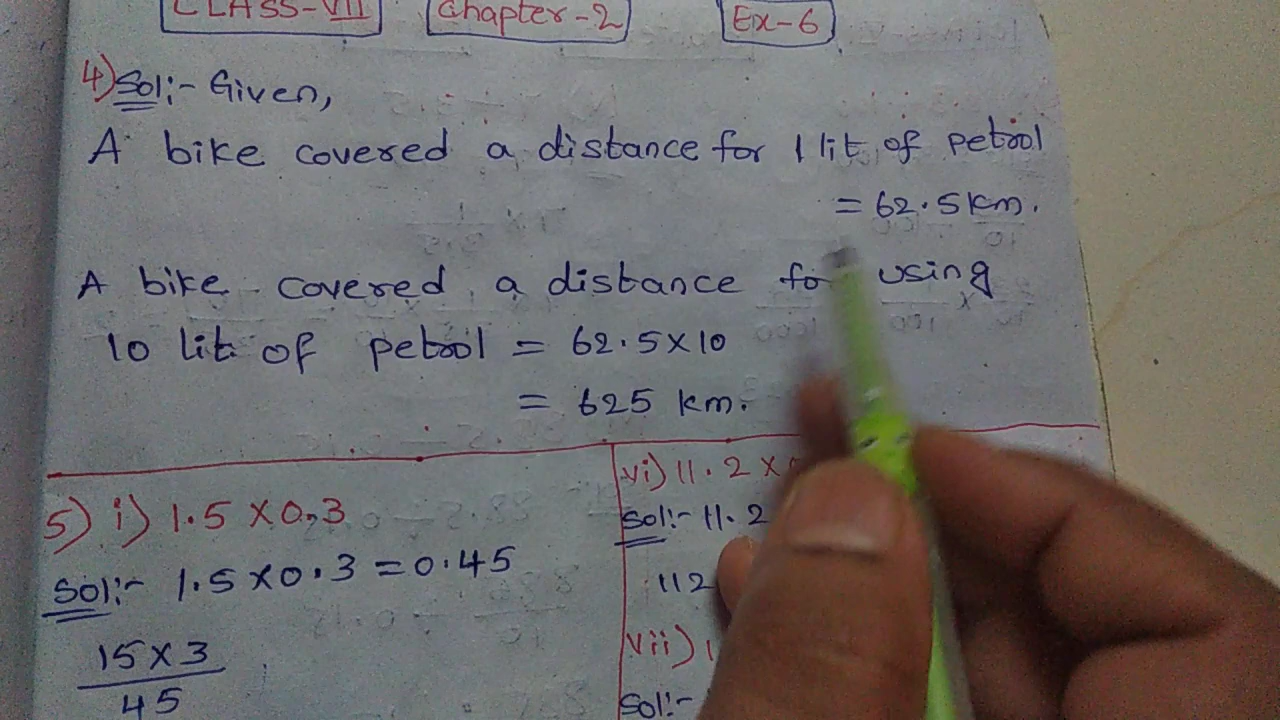 CLASS-VII Chapter-2 Ex-6
4) Sol:- Given,
A bike covered a distance for 1 lit of petrol
= 62.5 km.
A bike covered a distance for using
10 lit of petrol = 62.5 x 10
= 625 km.
5) i) 1.5 x 0.3
Sol:- 1.5 x 0.3 = 0.45
15 x 3
45
vi) 11.2 x
Sol:- 11.2
112
vii) 1
Sol:-